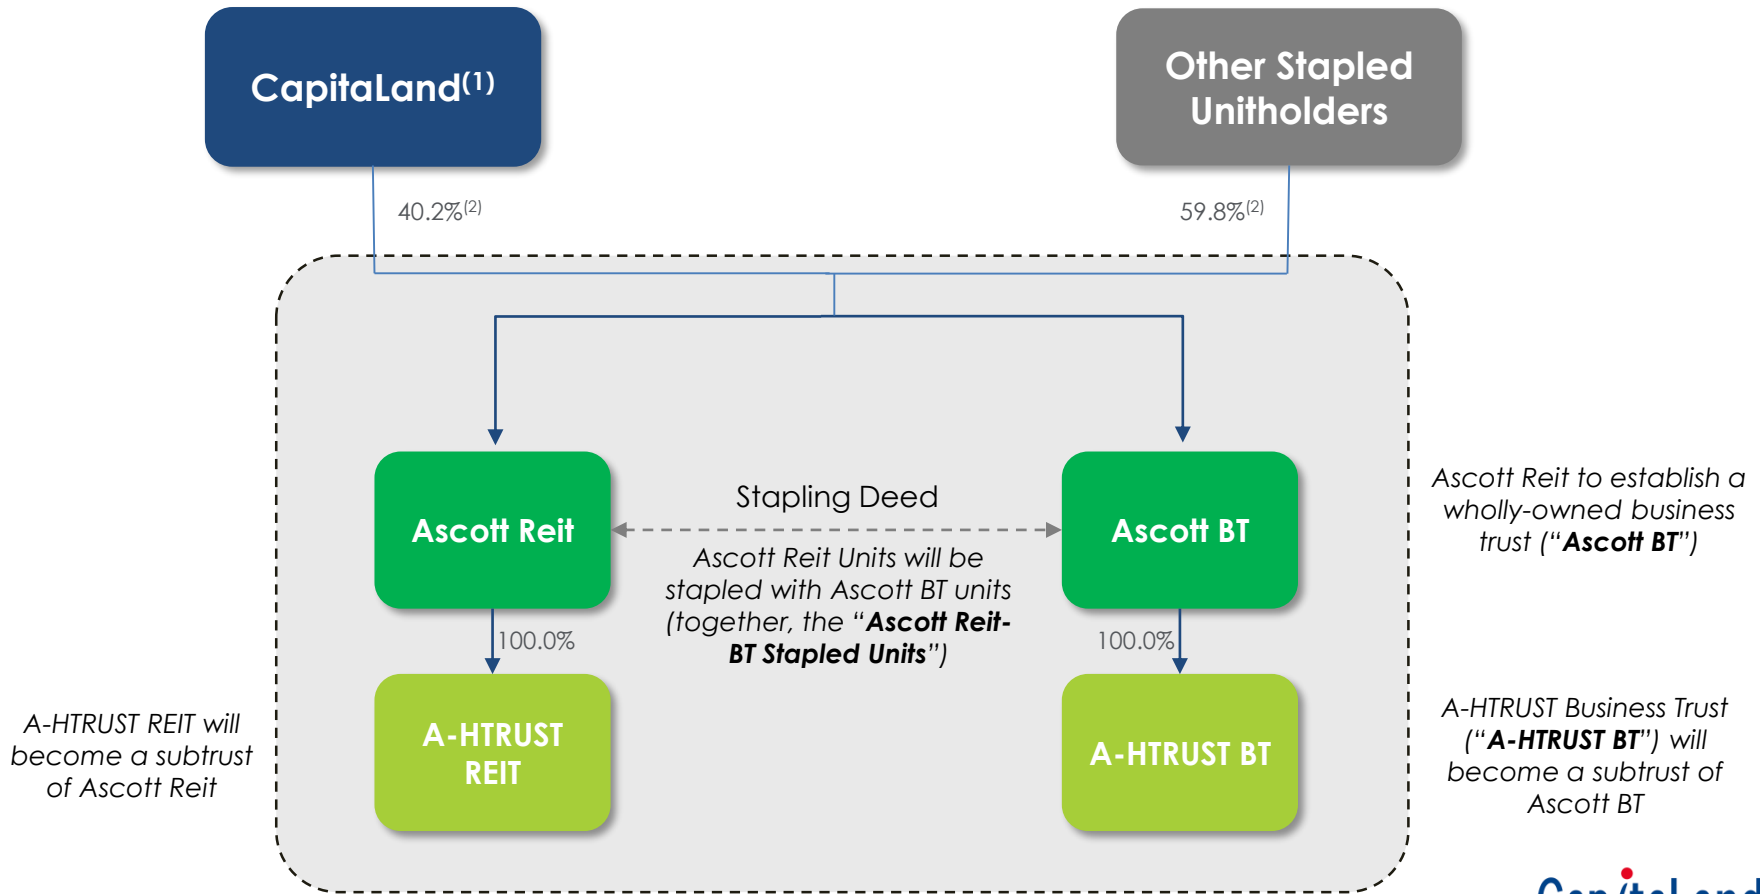 CapitaLand(1)
Other Stapled
Unitholders
40.2%(2)
59.8%(2)
Ascott Reit
Stapling Deed
Ascott Reit Units will be
stapled with Ascott BT units
(together, the “Ascott Reit-
BT Stapled Units”)
Ascott BT
Ascott Reit to establish a
wholly-owned business
trust (“Ascott BT”)
100.0%
100.0%
A-HTRUST REIT will
become a subtrust
of Ascott Reit
A-HTRUST
REIT
A-HTRUST BT
A-HTRUST Business Trust
(“A-HTRUST BT”) will
become a subtrust of
Ascott BT
CapitaLand